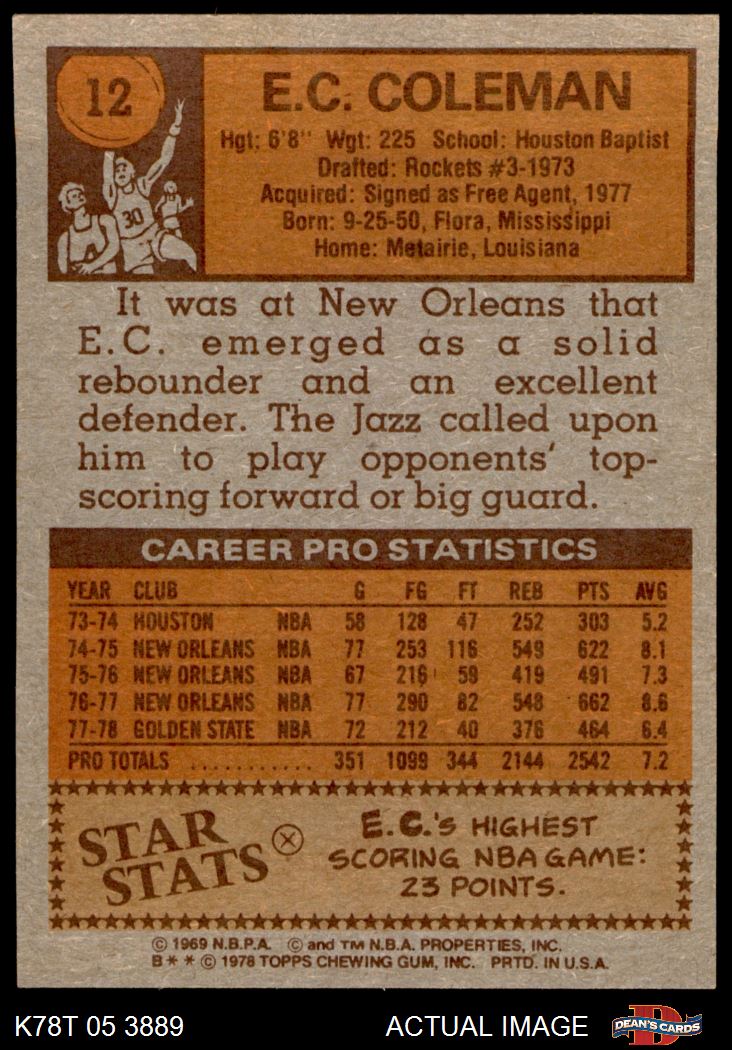 12
E.C. COLEMAN
Hgt: 6'8" Wgt: 225 School: Houston Baptist
Drafted: Rockets #3-1973
Acquired: Signed as Free Agent, 1977
Born: 9-25-50, Flora, Mississippi
Home: Metairie, Louisiana
30
It was at New Orleans that
E.C. emerged as a solid
rebounder and an excellent
defender. The Jazz called upon
him to play opponents' top-
scoring forward or big guard.
CAREER PRO STATISTICS
YEAR CLUB G FG FT REB PTS AVG
73-74 HOUSTON NBA 58 128 47 252 303 5.2
74-75 NEW ORLEANS NBA 77 253 116 549 622 8.1
75-76 NEW ORLEANS NBA 67 216 59 419 491 7.3
76-77 NEW ORLEANS NBA 77 290 82 548 662 8.6
77-78 GOLDEN STATE NBA 72 212 40 376 464 6.4
PRO TOTALS ........... 351 1099 344 2144 2542 7.2
STAR
STATS
E.C.'S HIGHEST
SCORING NBA GAME:
23 POINTS.
© 1969 N.B.P.A. © and TM N.B.A. PROPERTIES, INC.
B** © 1978 TOPPS CHEWING GUM, INC. PRTD. IN U.S.A.
K78T 05 3889 ACTUAL IMAGE
D
DEAN'S CARDS